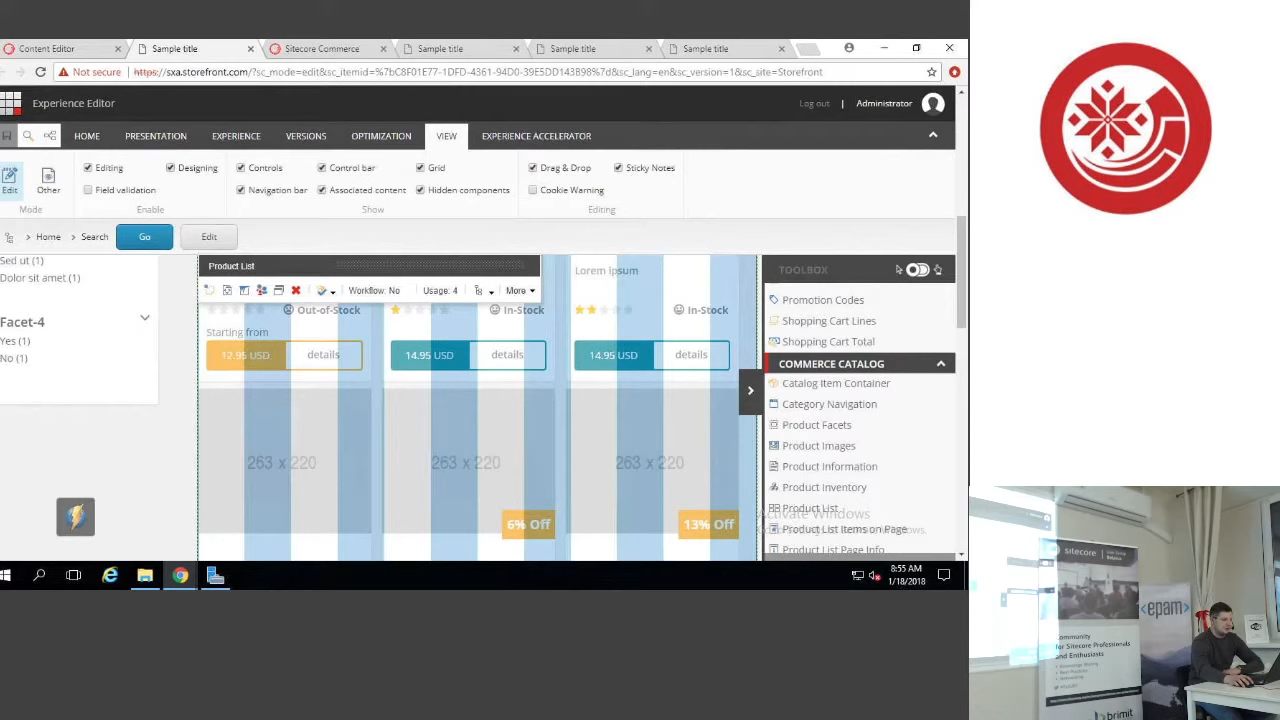 Content Editor
Sample title
Sitecore Commerce
Sample title
Sample title
Sample title
Not secure
https://sxa.storefront.com/?sc_mode=edit&sc_itemid=%7bC8F01E77-1DFD-4361-94D0-39E5DD143B98%7d&sc_lang=en&sc_version=1&sc_site=Storefront
Experience Editor
Log out | Administrator
HOME PRESENTATION EXPERIENCE VERSIONS OPTIMIZATION VIEW EXPERIENCE ACCELERATOR
Editing Designing Controls Control bar Grid Drag & Drop Sticky Notes
Edit Other Field validation Navigation bar Associated content Hidden components Cookie Warning
Mode Enable Show Editing
Home Search Go Edit
Sed ut (1)
Dolor sit amet (1)
Facet-4
Yes (1)
No (1)
Product List
Workflow: No Usage: 4 More
Lorem ipsum
Out-of-Stock In-Stock In-Stock
Starting from
12.95 USD details 14.95 USD details 14.95 USD details
263 x 220 263 x 220 263 x 220
6% Off 13% Off
TOOLBOX
Promotion Codes
Shopping Cart Lines
Shopping Cart Total
COMMERCE CATALOG
Catalog Item Container
Category Navigation
Product Facets
Product Images
Product Information
Product Inventory
Product List
Activate Windows
Product List Items on Page
Product List Page Info
8:55 AM
1/18/2018
sitecore
Community
for Sitecore Professionals
and Enthusiasts
<epam>
brimit